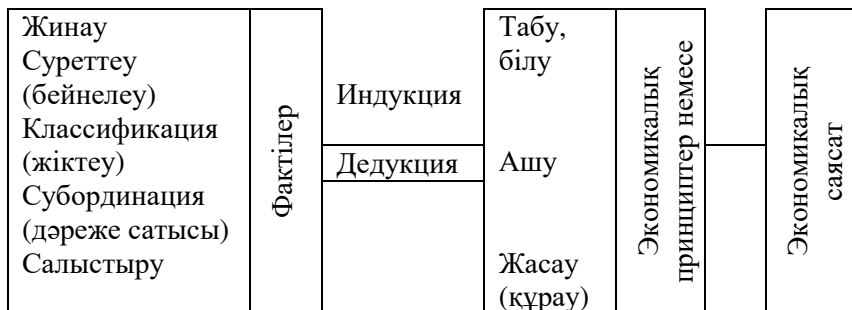 Жинау
Суреттеу
(бейнелеу)
Классификация
(жіктеу)
Субординация
(дәреже сатысы)
Салыстыру
Фактілер
Индукция
Дедукция
Табу,
білу
Ашу
Жасау
(құрау)
Экономикалық
принциптер немесе
Экономикалық
саясат